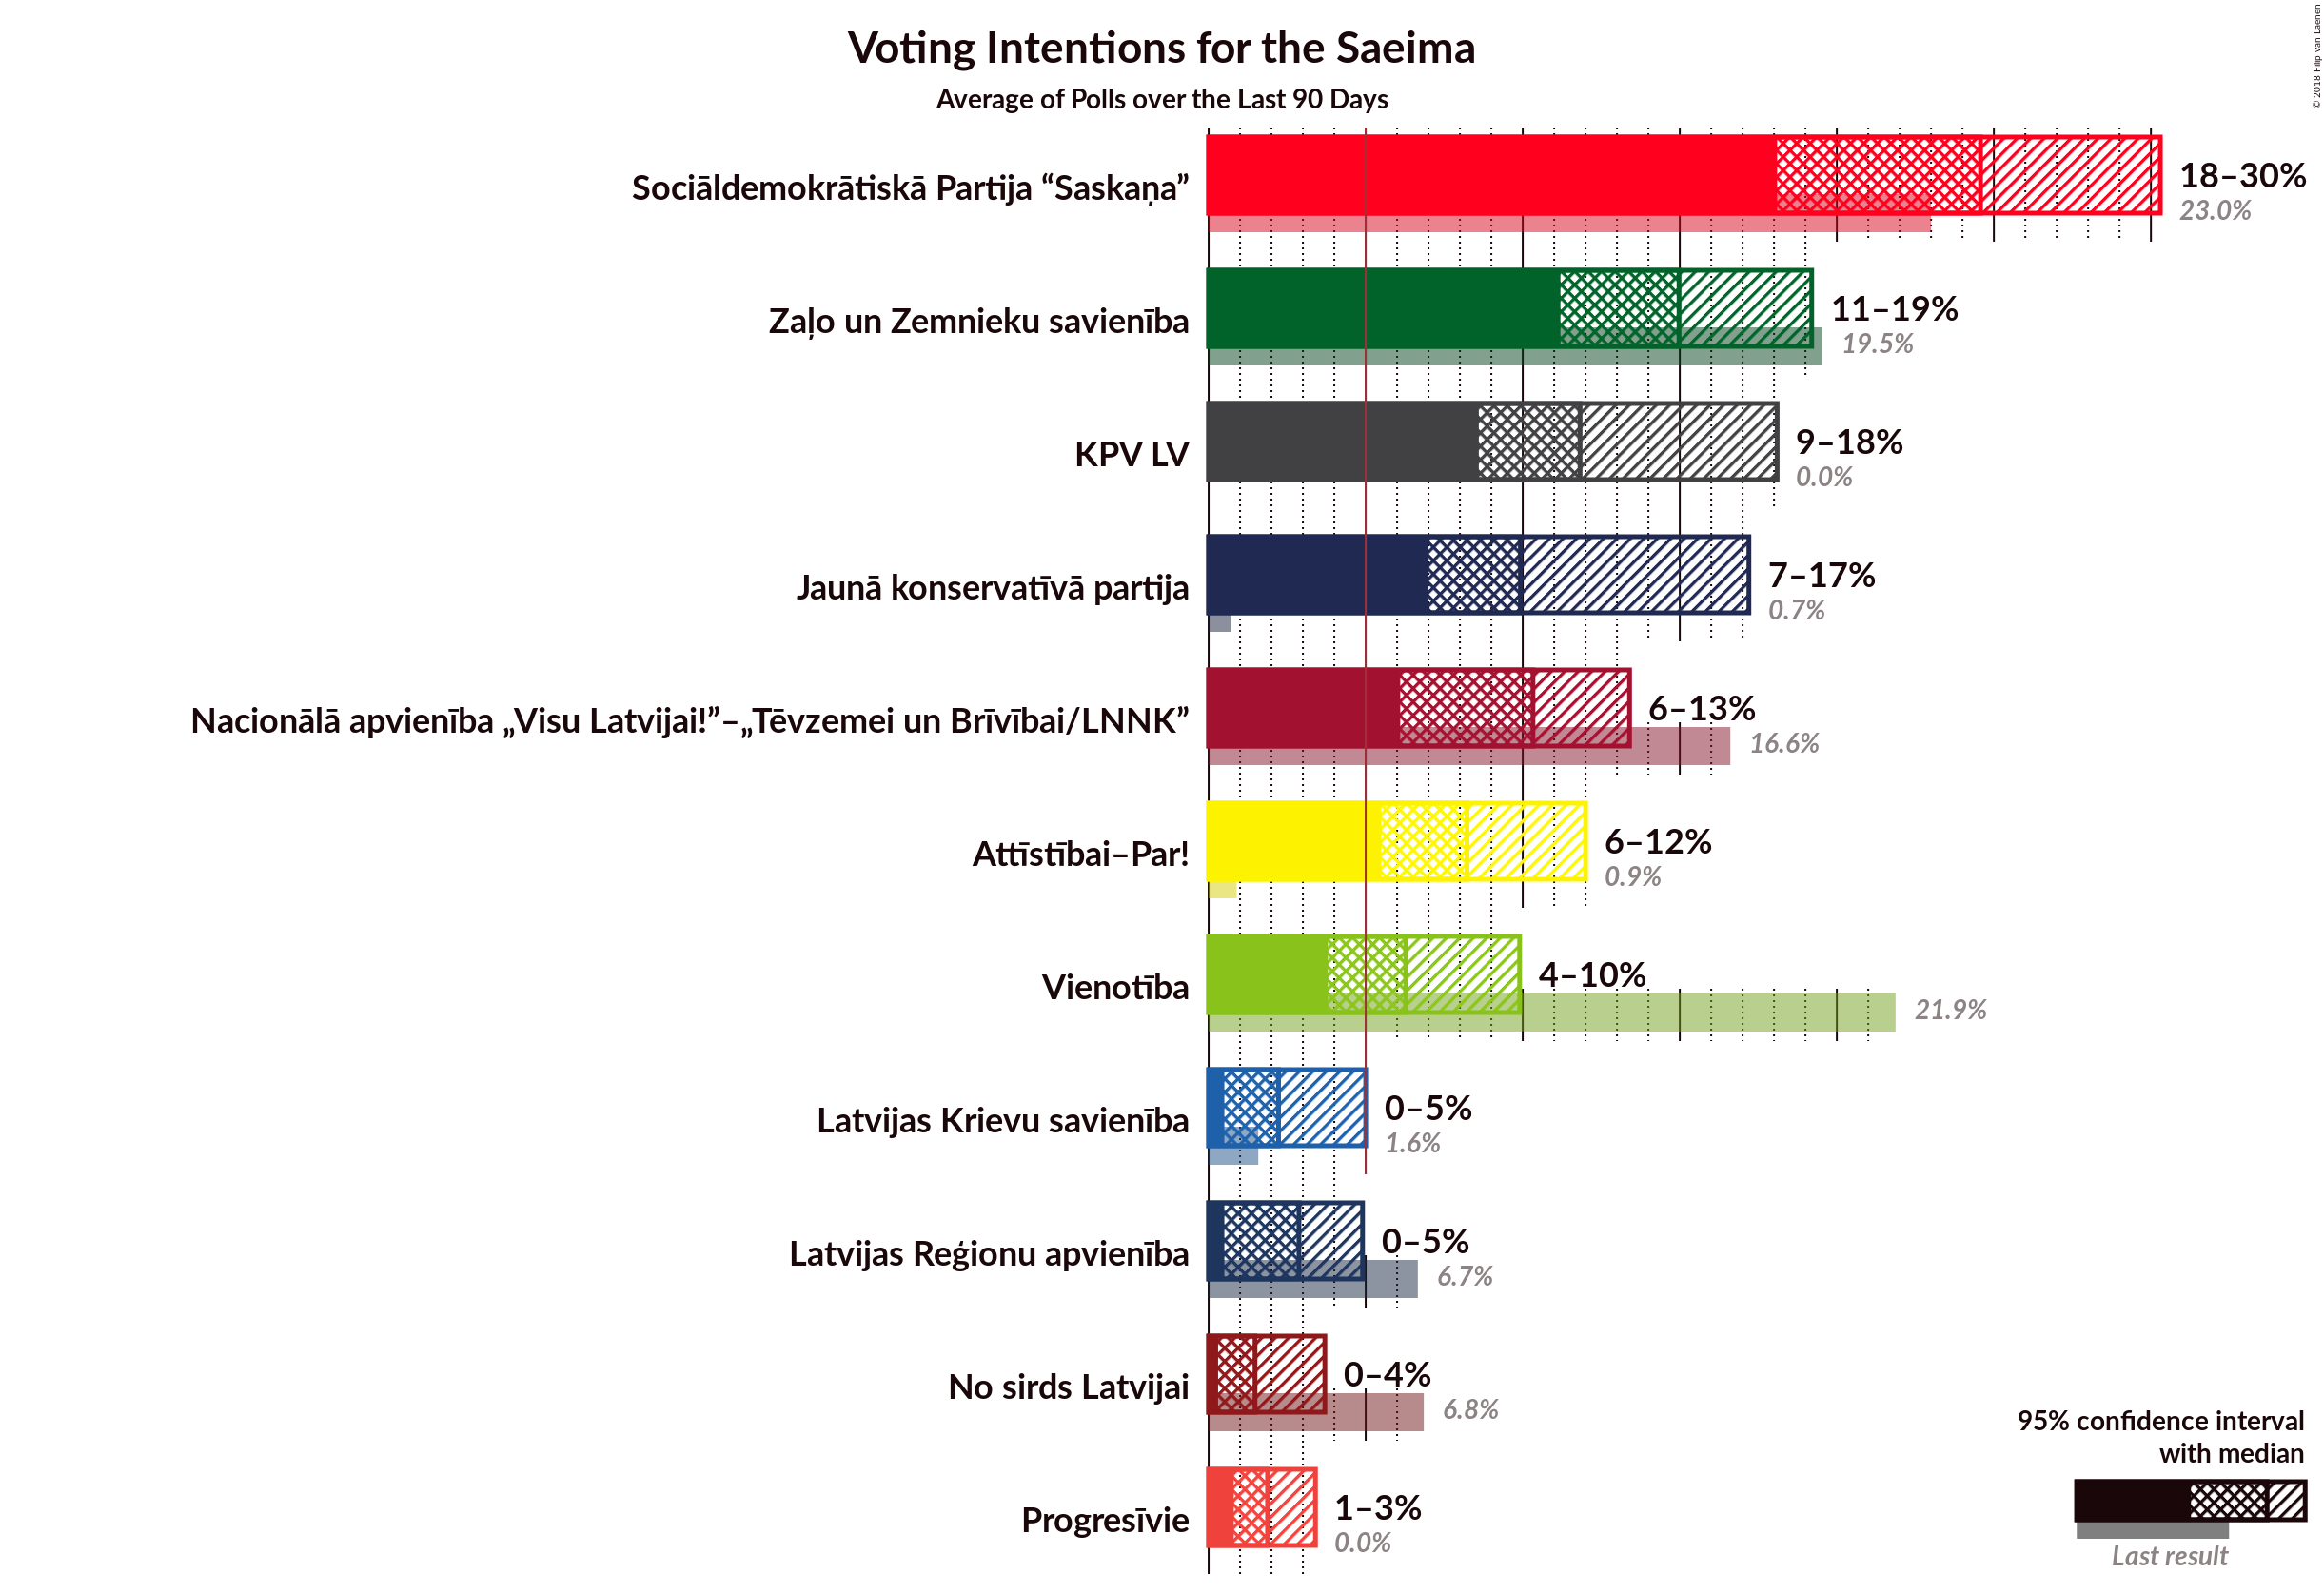 Voting Intentions for the Saeima
Average of Polls over the Last 90 Days
© 2018 Filip van Laenen
Sociāldemokrātiskā Partija “Saskaņa”
18–30%
23.0%
Zaļo un Zemnieku savienība
11–19%
19.5%
KPV LV
9–18%
0.0%
Jaunā konservatīvā partija
7–17%
0.7%
Nacionālā apvienība „Visu Latvijai!”–„Tēvzemei un Brīvībai/LNNK”
6–13%
16.6%
Attīstībai–Par!
6–12%
0.9%
Vienotība
4–10%
21.9%
Latvijas Krievu savienība
0–5%
1.6%
Latvijas Reģionu apvienība
0–5%
6.7%
No sirds Latvijai
0–4%
6.8%
Progresīvie
1–3%
0.0%
95% confidence interval
with median
Last result